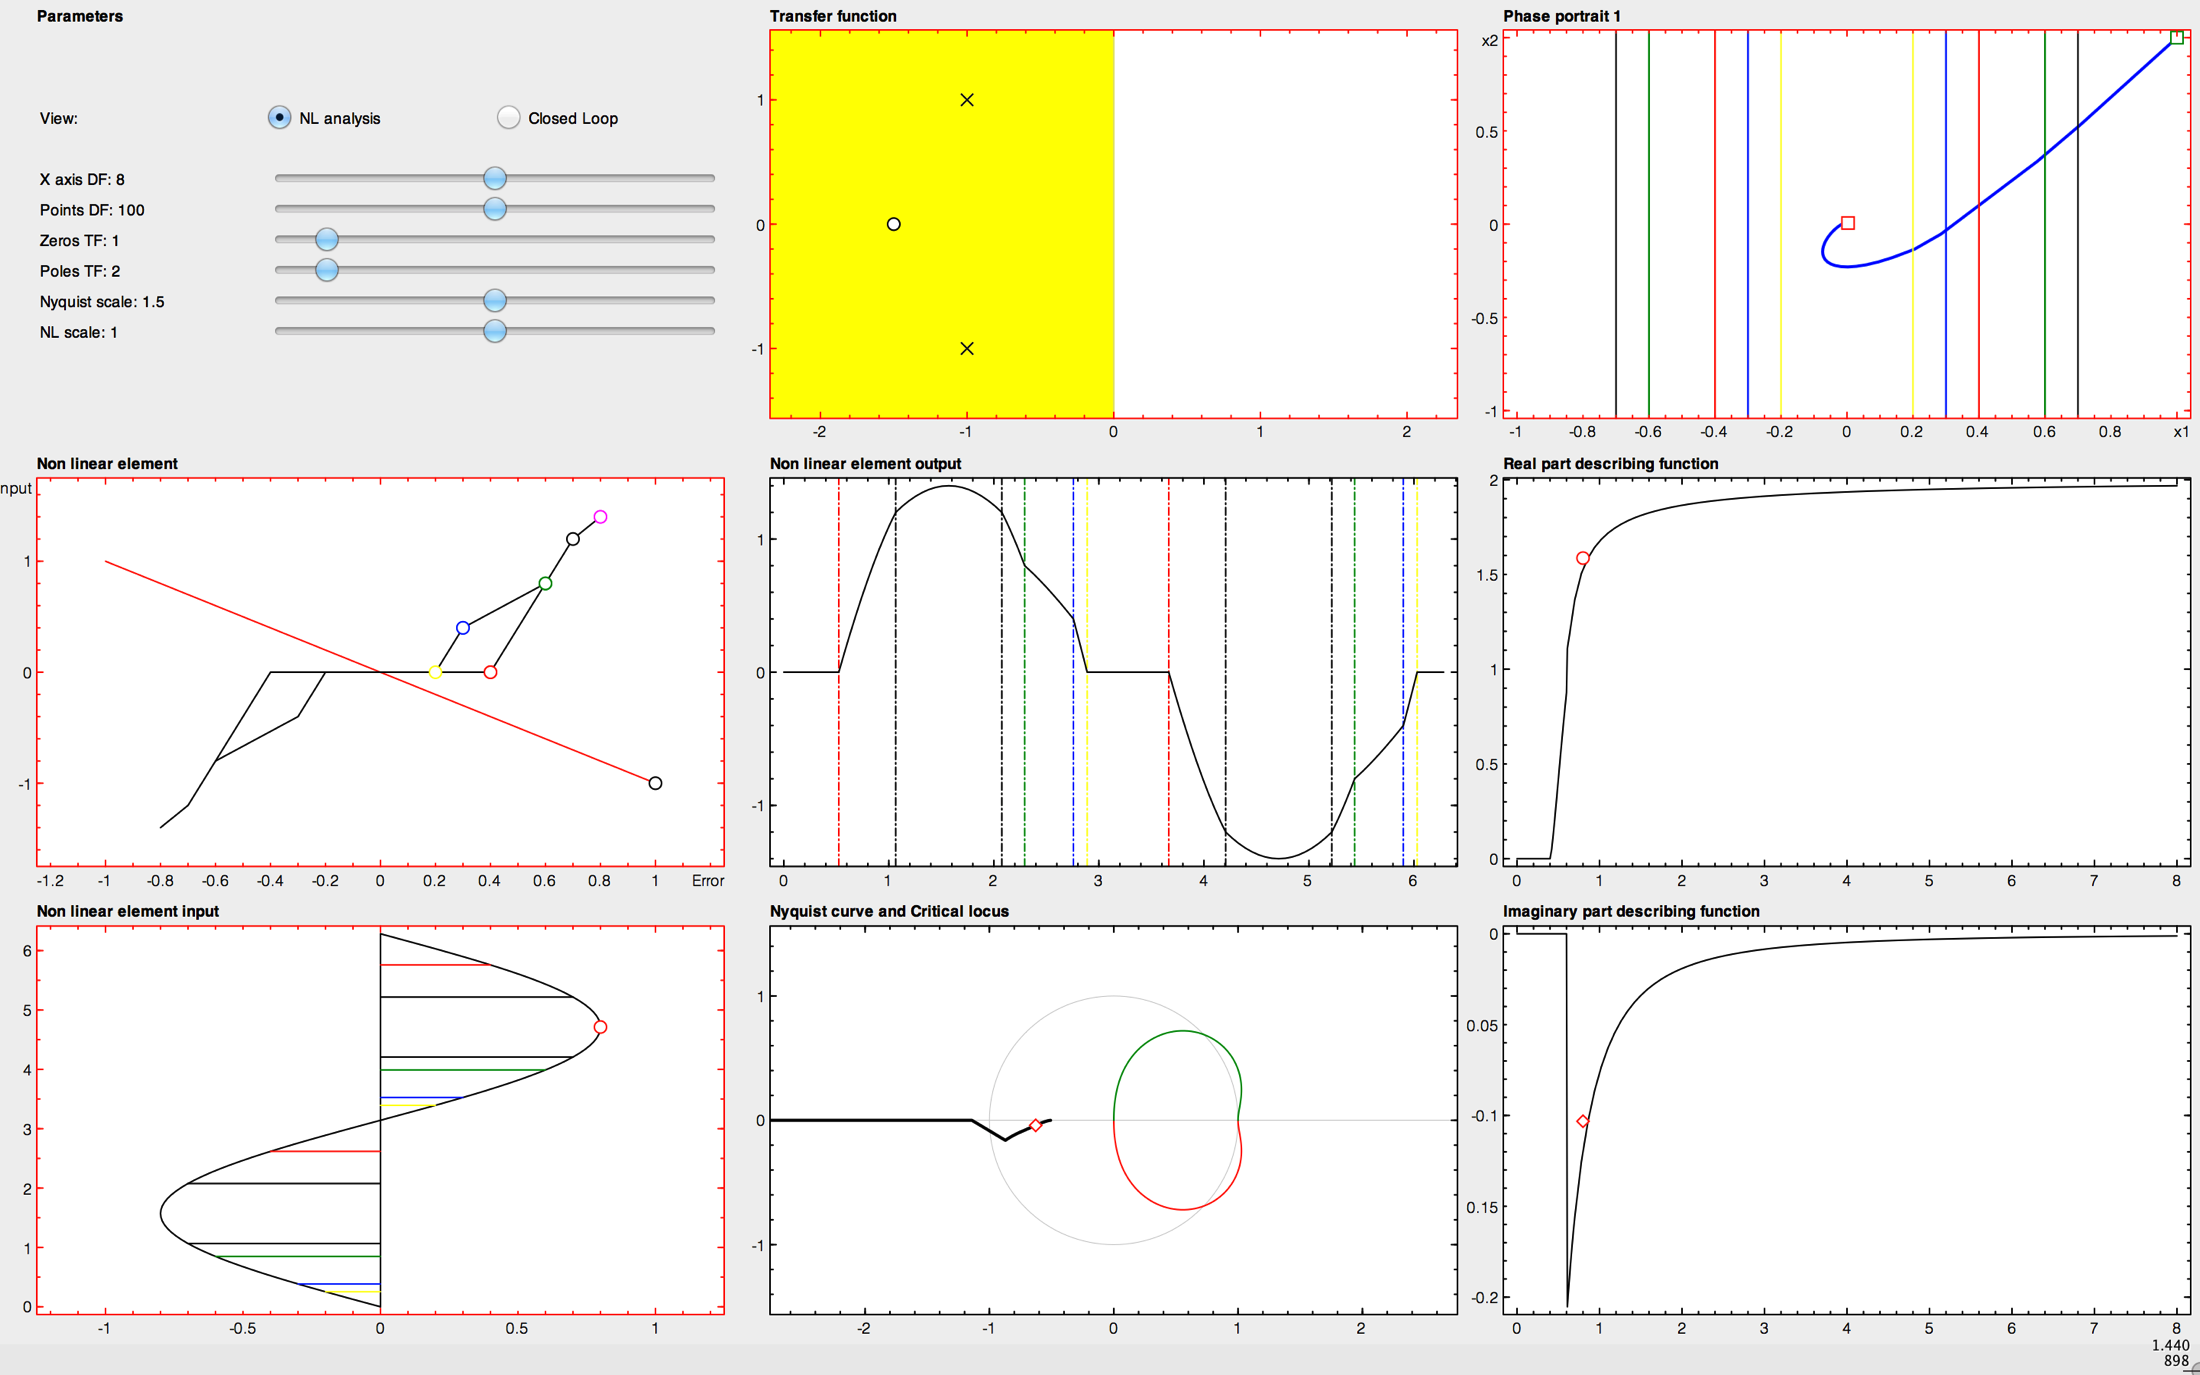 Parameters
View:
NL analysis
Closed Loop
X axis DF: 8
Points DF: 100
Zeros TF: 1
Poles TF: 2
Nyquist scale: 1.5
NL scale: 1
Transfer function
1
0
-1
-2 -1 0 1 2
Phase portrait 1
x2
0.5
0
-0.5
-1
-1 -0.8 -0.6 -0.4 -0.2 0 0.2 0.4 0.6 0.8 x1
Non linear element
nput
1
0
-1
-1.2 -1 -0.8 -0.6 -0.4 -0.2 0 0.2 0.4 0.6 0.8 1 Error
Non linear element output
1
0
-1
0 1 2 3 4 5 6
Real part describing function
2
1.5
1
0.5
0
0 1 2 3 4 5 6 7 8
Non linear element input
6
5
4
3
2
1
0
-1 -0.5 0 0.5 1
Nyquist curve and Critical locus
1
0
-1
-2 -1 0 1 2
Imaginary part describing function
0
0.05
-0.1
0.15
-0.2
0 1 2 3 4 5 6 7 8
1.440
898